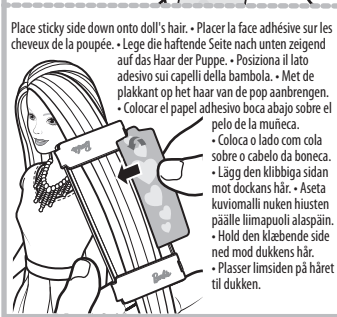 Place sticky side down onto doll's hair. • Placer la face adhésive sur les
cheveux de la poupée. • Lege die haftende Seite nach unten zeigend
auf das Haar der Puppe. • Posiziona il lato
adesivo sui capelli della bambola. • Met de
plakkant op het haar van de pop aanbrengen.
• Colocar el papel adhesivo boca abajo sobre el
pelo de la muñeca.
• Coloca o lado com cola
sobre o cabelo da boneca.
• Lägg den klibbiga sidan
mot dockans hår. • Aseta
kuviomalli nuken hiusten
päälle liimapuoli alaspäin.
• Hold den klæbende side
ned mod dukkens hår.
• Plasser limsiden på håret
til dukken.
Barbie
Barbie